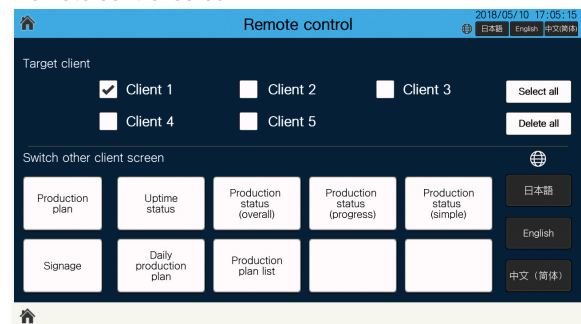 Remote control
2018/05/10 17:05:15
日本語 English 中文(简体)
Target client
Client 1 Client 2 Client 3 Select all
Client 4 Client 5 Delete all
Switch other client screen
Production
plan
Uptime
status
Production
status
(overall)
Production
status
(progress)
Production
status
(simple)
日本語
English
Signage
Daily
production
plan
Production
plan list
中文（简体）